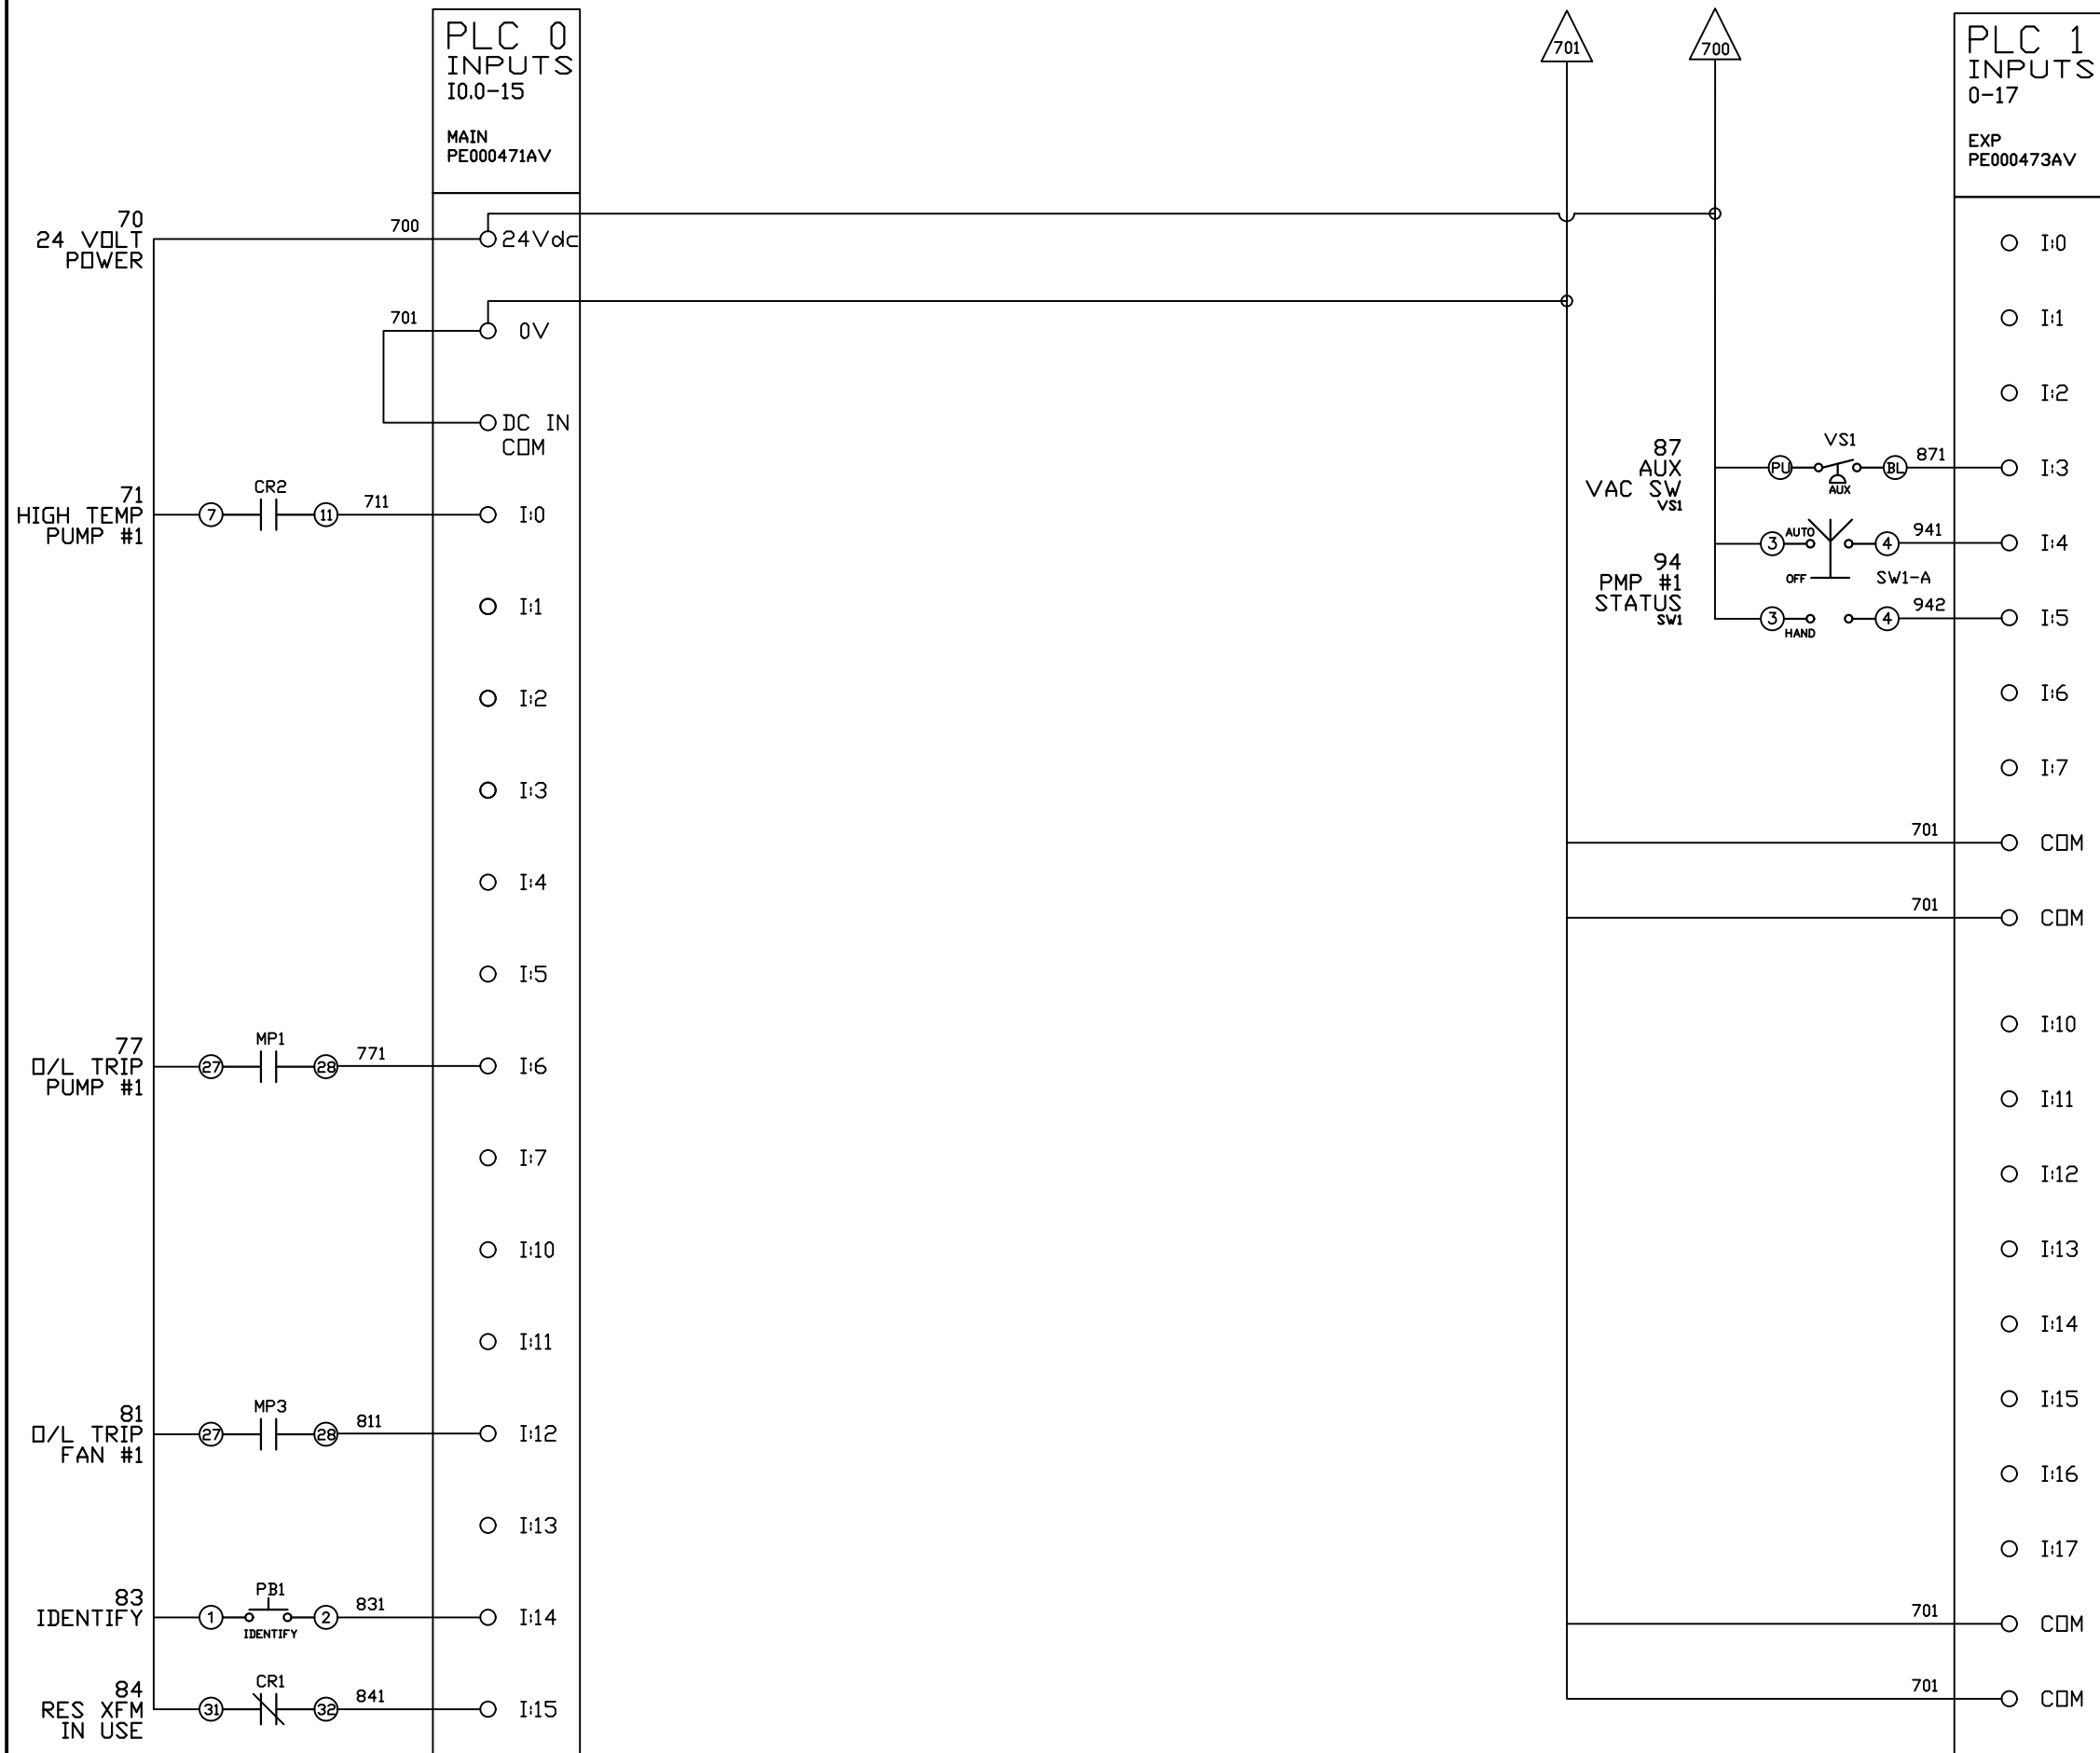 PLC 0
INPUTS
I0.0-15
MAIN
PE000471AV
70
24 VOLT
POWER
700
24Vdc
701
0V
DC IN
COM
71
HIGH TEMP
PUMP #1
7
CR2
11
711
I:0
I:1
I:2
I:3
I:4
I:5
77
O/L TRIP
PUMP #1
27
MP1
28
771
I:6
I:7
I:10
I:11
81
O/L TRIP
FAN #1
27
MP3
28
811
I:12
I:13
83
IDENTIFY
1
PB1
IDENTIFY
2
831
I:14
84
RES XFM
IN USE
31
CR1
32
841
I:15
701
700
PLC 1
INPUTS
0-17
EXP
PE000473AV
I:0
I:1
I:2
87
AUX
VAC SW
VS1
PU
VS1
AUX
BL
871
I:3
94
PMP #1
STATUS
SW1
3
AUTO
4
941
I:4
OFF
SW1-A
3
HAND
4
942
I:5
I:6
I:7
701
COM
701
COM
I:10
I:11
I:12
I:13
I:14
I:15
I:16
I:17
701
COM
701
COM